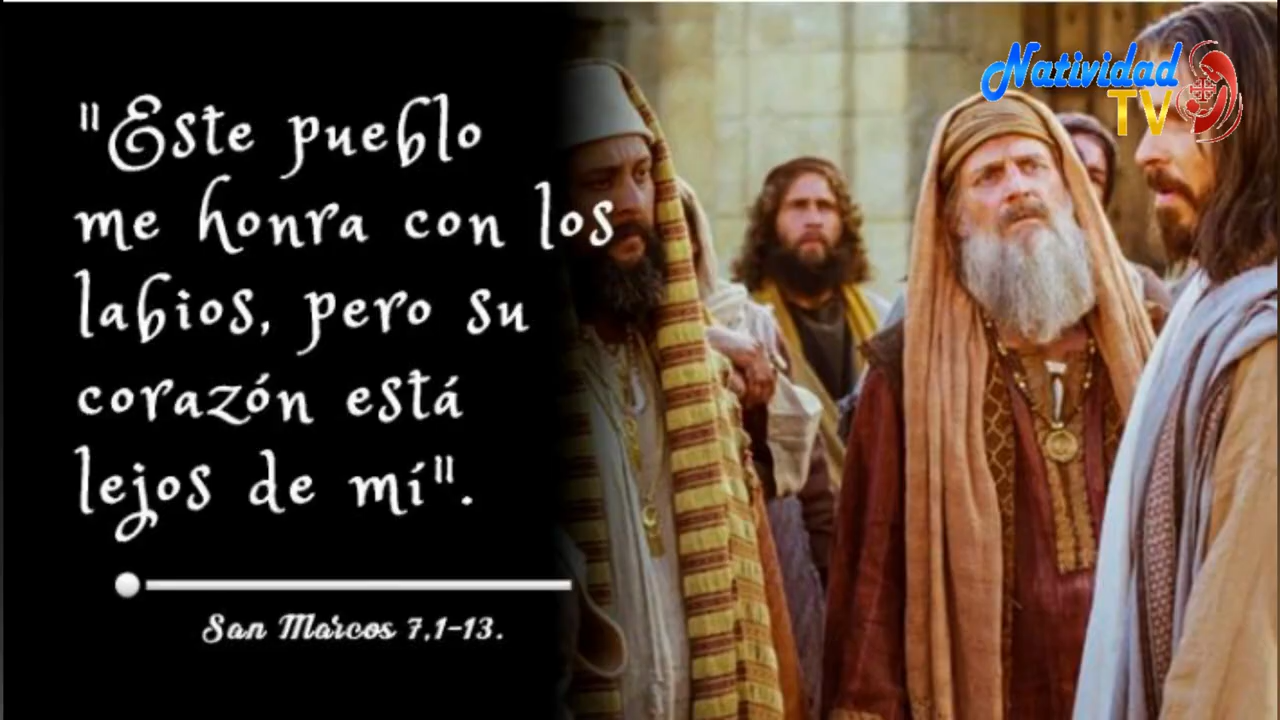 "Este pueblo
me honra con los
labios, pero su
corazón está
lejos de mí".
San Marcos 7,1-13.
Natividad
TV